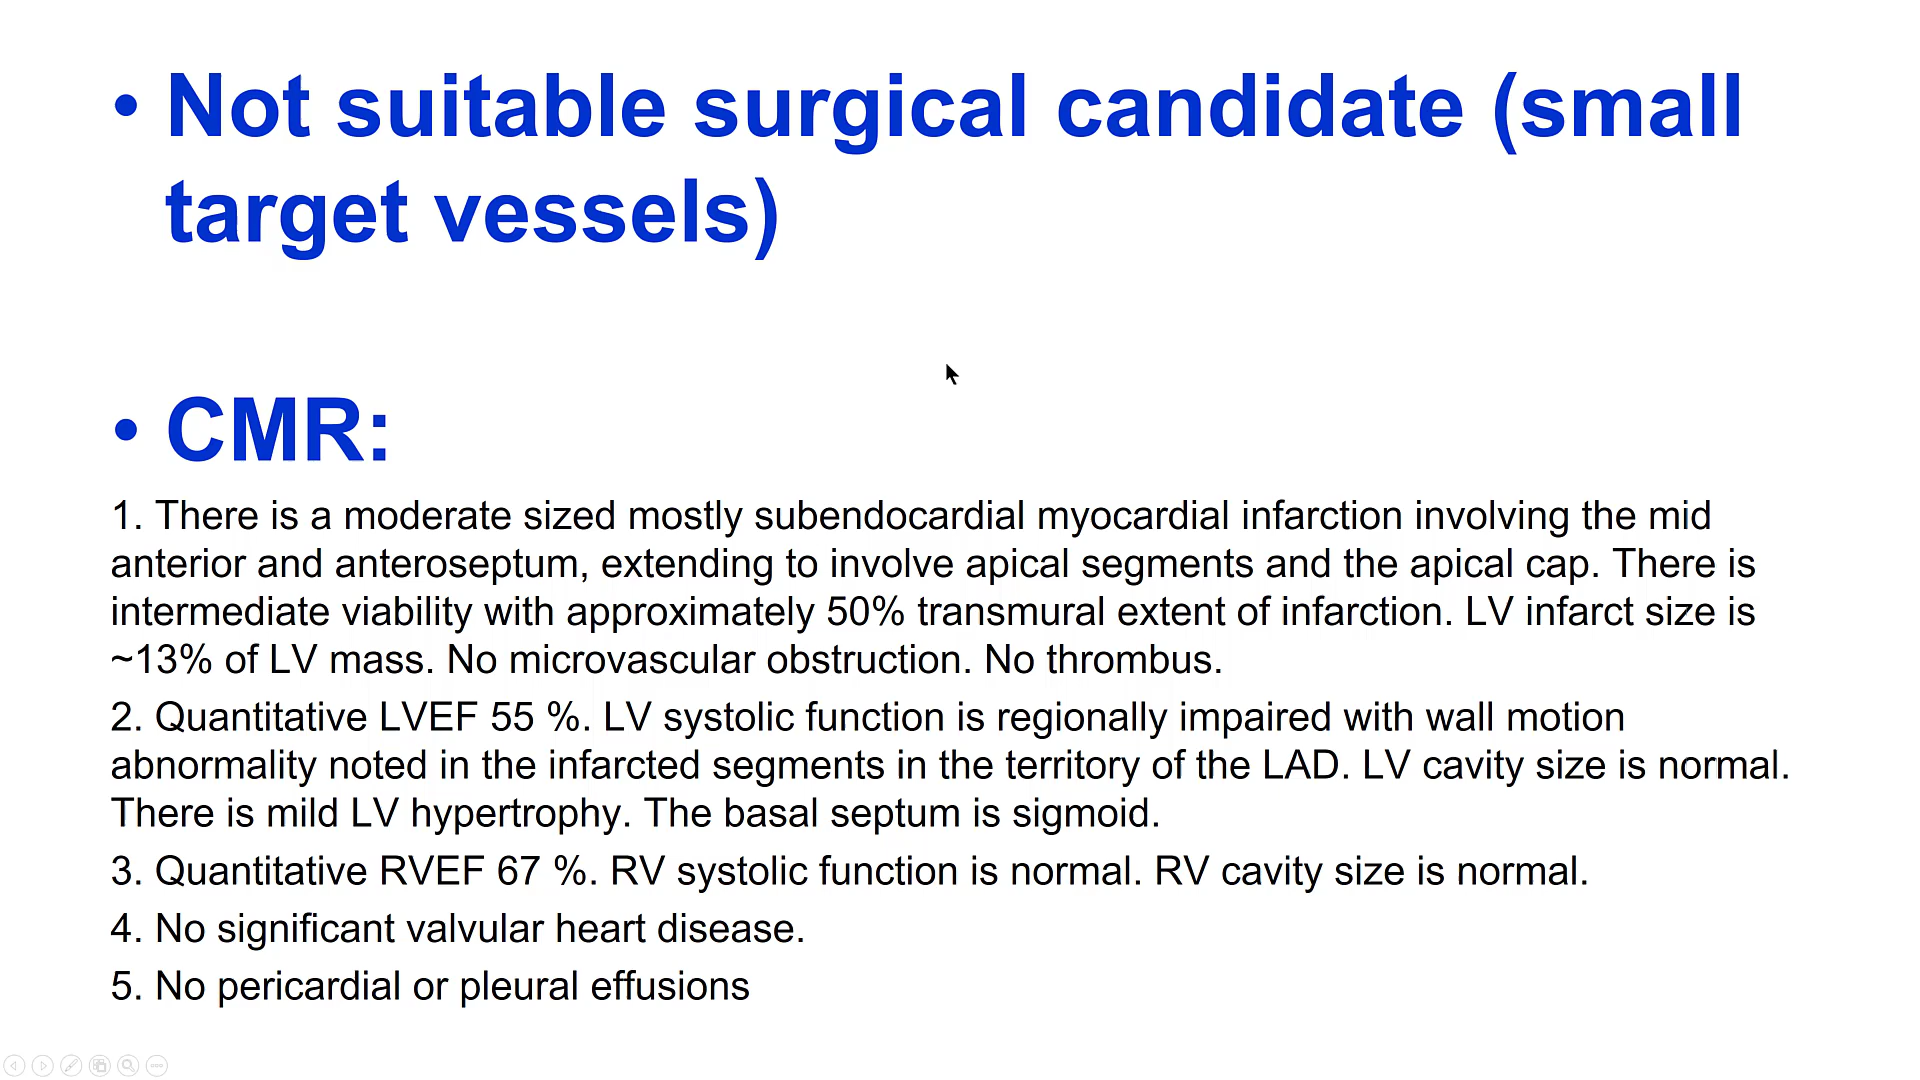 • Not suitable surgical candidate (small
target vessels)
• CMR:
1. There is a moderate sized mostly subendocardial myocardial infarction involving the mid
anterior and anteroseptum, extending to involve apical segments and the apical cap. There is
intermediate viability with approximately 50% transmural extent of infarction. LV infarct size is
~13% of LV mass. No microvascular obstruction. No thrombus.
2. Quantitative LVEF 55 %. LV systolic function is regionally impaired with wall motion
abnormality noted in the infarcted segments in the territory of the LAD. LV cavity size is normal.
There is mild LV hypertrophy. The basal septum is sigmoid.
3. Quantitative RVEF 67 %. RV systolic function is normal. RV cavity size is normal.
4. No significant valvular heart disease.
5. No pericardial or pleural effusions